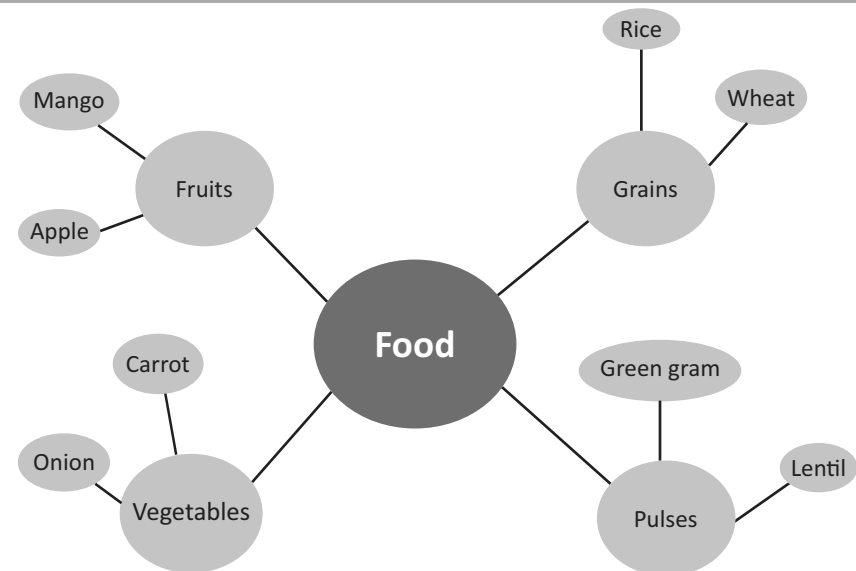 Rice
Mango
Wheat
Fruits
Grains
Apple
Food
Carrot
Green gram
Onion
Lentil
Vegetables
Pulses